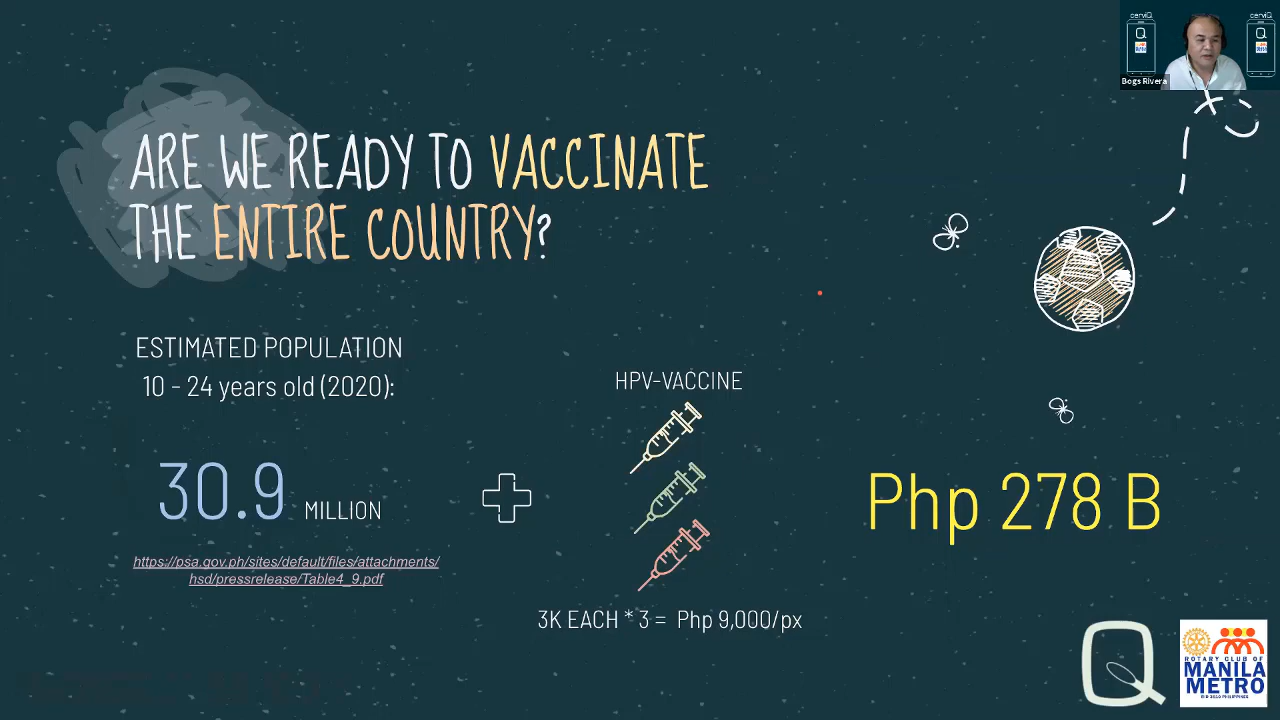 cerviQ
cerviQ
Q
Q
Bogs Rivera
ARE WE READY TO VACCINATE
THE ENTIRE COUNTRY?
ESTIMATED POPULATION
10 - 24 years old (2020):
30.9 MILLION
https://psa.gov.ph/sites/default/files/attachments/
hsd/pressrelease/Table4_9.pdf
HPV-VACCINE
3K EACH * 3 = Php 9,000/px
Php 278 B
Q
ROTARY CLUB OF
MANILA
METRO